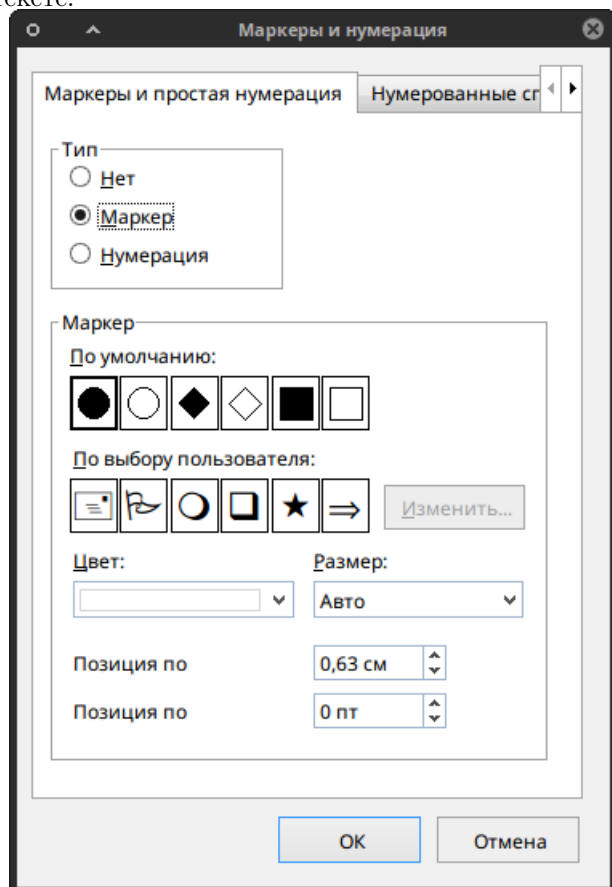 Маркеры и нумерация
Маркеры и простая нумерация
Нумерованные сп
Тип
Нет
Маркер
Нумерация
Маркер
По умолчанию:
По выбору пользователя:
Изменить...
Цвет: Размер:
Авто
Позиция по 0,63 см
Позиция по 0 пт
ОК Отмена